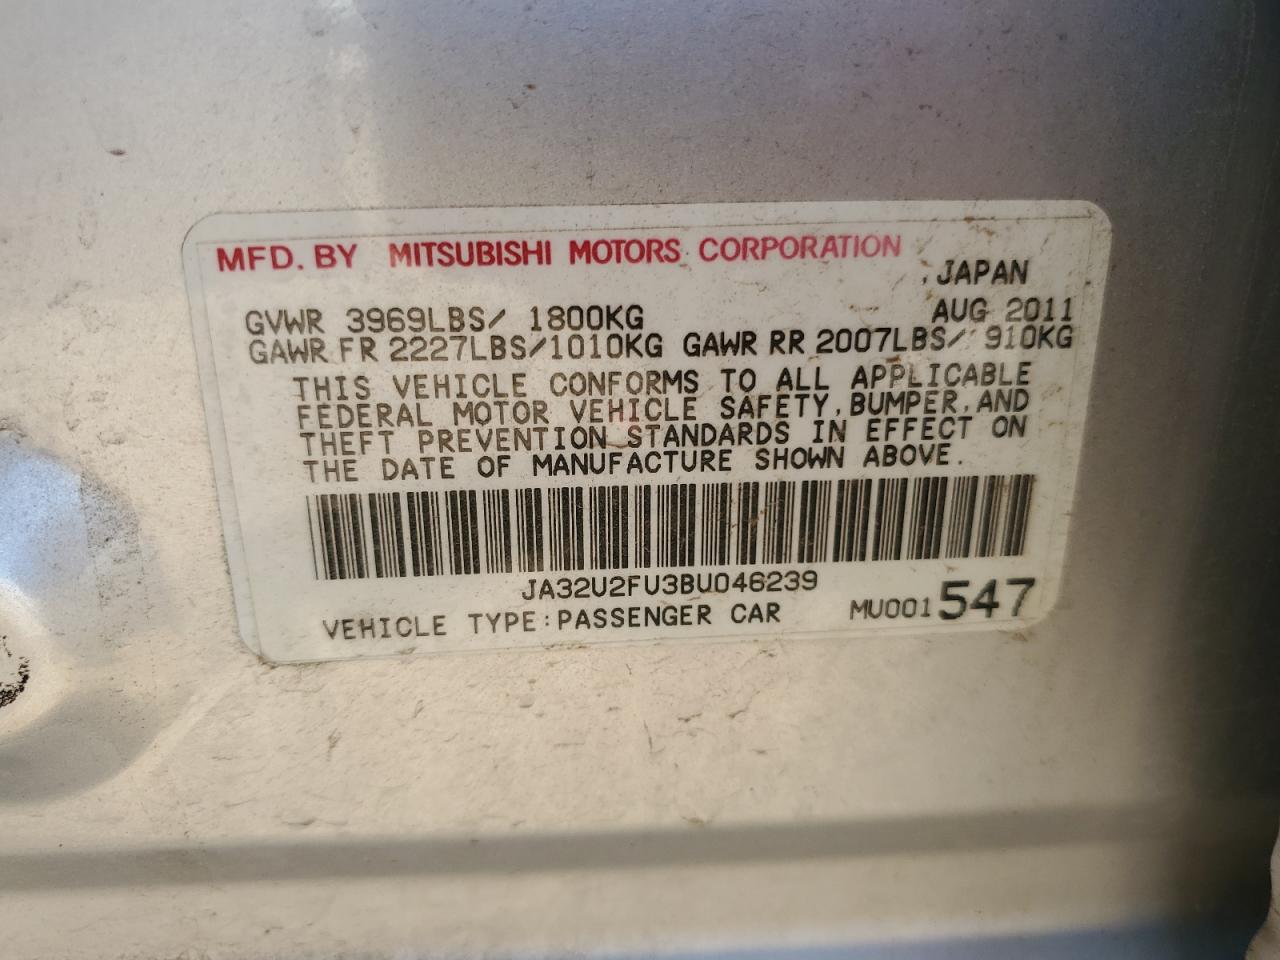 MFD. BY MITSUBISHI MOTORS CORPORATION
JAPAN
GVWR 3969LBS/ 1800KG AUG 2011
GAWR FR 2227LBS/1010KG GAWR RR 2007LBS/ 910KG
THIS VEHICLE CONFORMS TO ALL APPLICABLE
FEDERAL MOTOR VEHICLE SAFETY, BUMPER, AND
THEFT PREVENTION STANDARDS IN EFFECT ON
THE DATE OF MANUFACTURE SHOWN ABOVE.
JA32U2FU3BU046239
VEHICLE TYPE:PASSENGER CAR MU001547